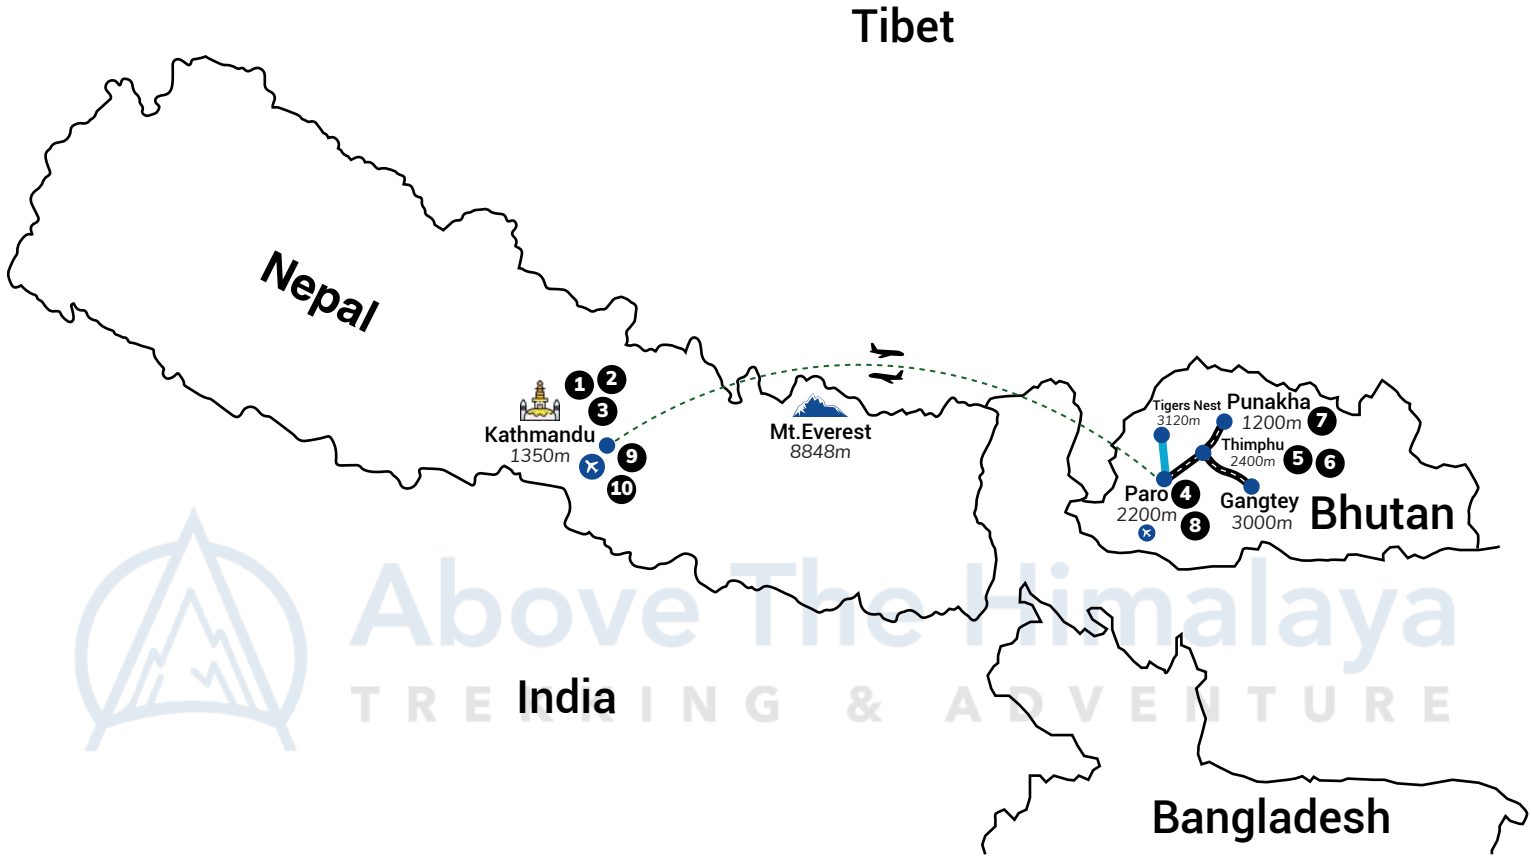 Tibet
Nepal
1
2
3
Kathmandu
1350m
9
10
Mt.Everest
8848m
Tigers Nest
3120m
Punakha
1200m
7
Thimphu
2400m
5
6
Paro
4
2200m
8
Gangtey
3000m
Bhutan
Above The Himalaya
TREKKING & ADVENTURE
India
Bangladesh